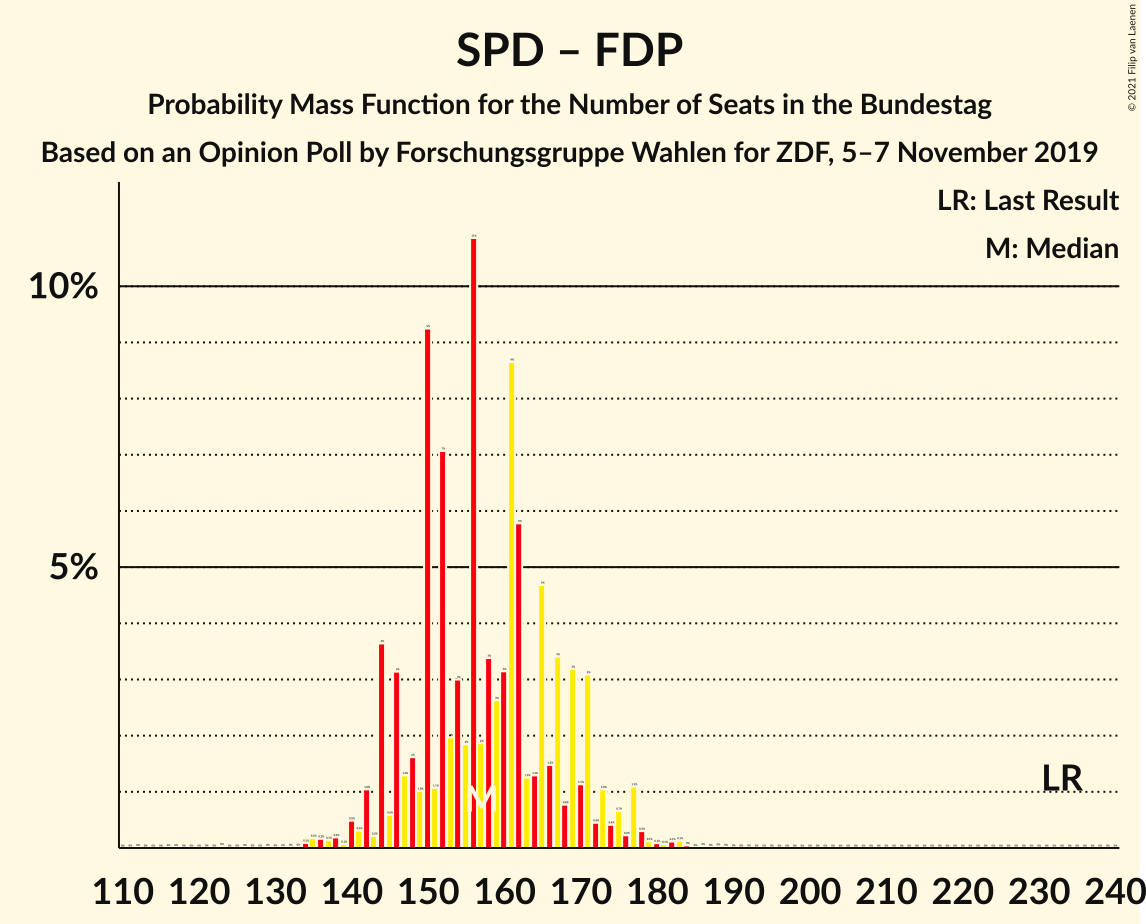 SPD – FDP
Probability Mass Function for the Number of Seats in the Bundestag
Based on an Opinion Poll by Forschungsgruppe Wahlen for ZDF, 5–7 November 2019
© 2021 Filip van Laenen
LR: Last Result
M: Median
10%
5%
LR
M
110 120 130 140 150 160 170 180 190 200 210 220 230 240